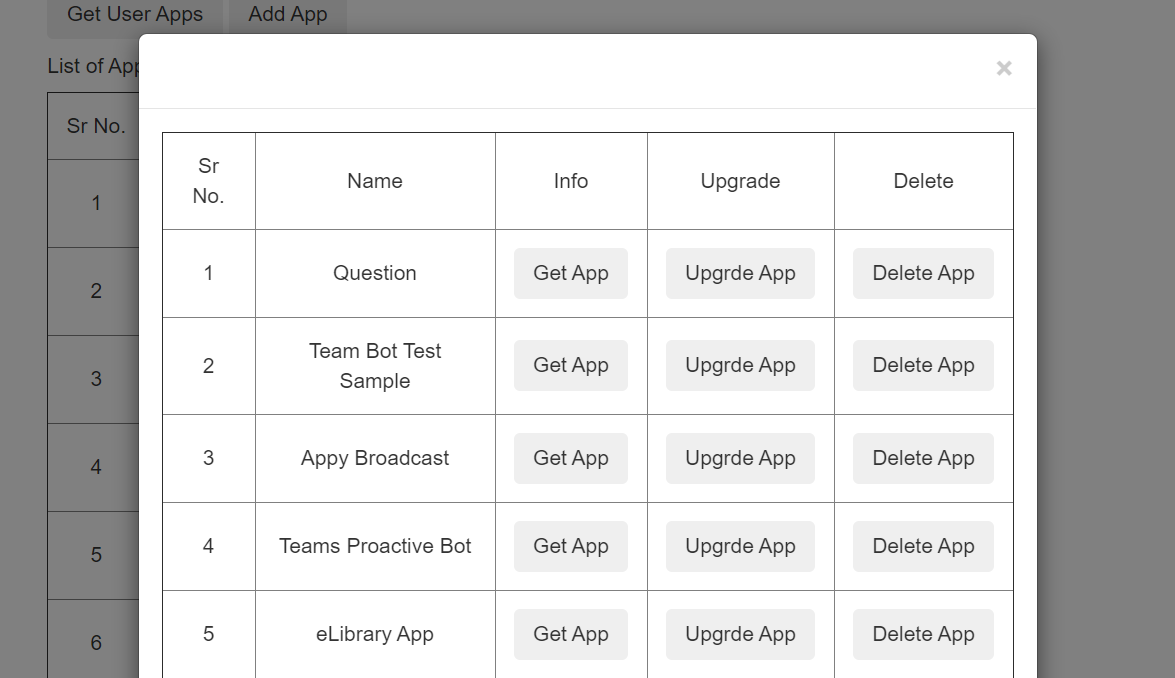 Get User Apps Add App
List of App
Sr No.
1
2
3
4
5
6
×
Sr No. Name Info Upgrade Delete
1 Question Get App Upgrde App Delete App
2 Team Bot Test Sample Get App Upgrde App Delete App
3 Appy Broadcast Get App Upgrde App Delete App
4 Teams Proactive Bot Get App Upgrde App Delete App
5 eLibrary App Get App Upgrde App Delete App